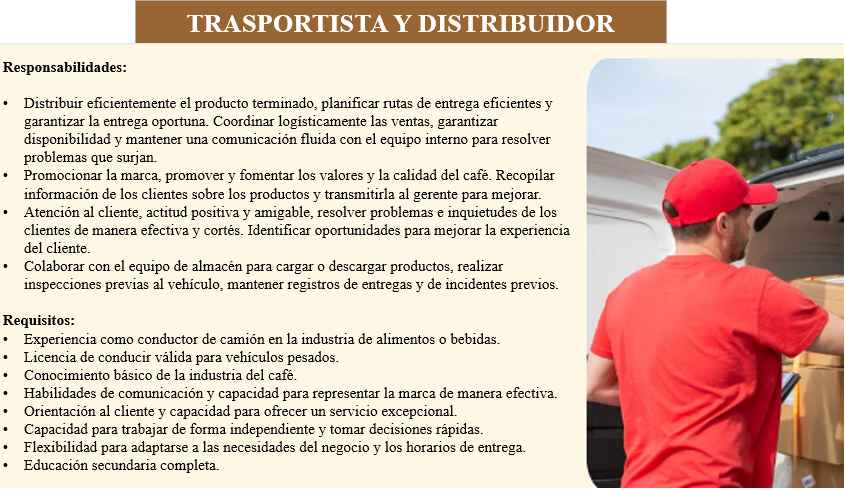 TRASPORTISTA Y DISTRIBUIDOR
Responsabilidades:
• Distribuir eficientemente el producto terminado, planificar rutas de entrega eficientes y
garantizar la entrega oportuna. Coordinar logísticamente las ventas, garantizar
disponibilidad y mantener una comunicación fluida con el equipo interno para resolver
problemas que surjan.
• Promocionar la marca, promover y fomentar los valores y la calidad del café. Recopilar
información de los clientes sobre los productos y transmitirla al gerente para mejorar.
• Atención al cliente, actitud positiva y amigable, resolver problemas e inquietudes de los
clientes de manera efectiva y cortés. Identificar oportunidades para mejorar la experiencia
del cliente.
• Colaborar con el equipo de almacén para cargar o descargar productos, realizar
inspecciones previas al vehículo, mantener registros de entregas y de incidentes previos.
Requisitos:
• Experiencia como conductor de camión en la industria de alimentos o bebidas.
• Licencia de conducir válida para vehículos pesados.
• Conocimiento básico de la industria del café.
• Habilidades de comunicación y capacidad para representar la marca de manera efectiva.
• Orientación al cliente y capacidad para ofrecer un servicio excepcional.
• Capacidad para trabajar de forma independiente y tomar decisiones rápidas.
• Flexibilidad para adaptarse a las necesidades del negocio y los horarios de entrega.
• Educación secundaria completa.